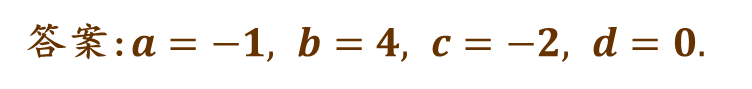 答案:a = −1, b = 4, c = −2, d = 0.